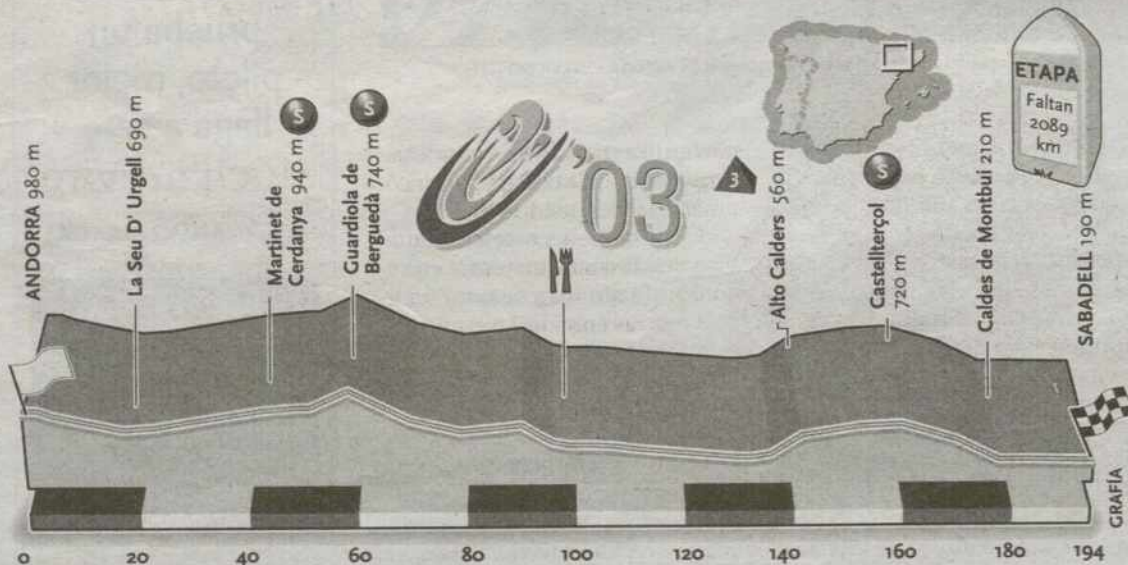 ANDORRA 980 m
La Seu D' Urgell 690 m
Martinet de
Cerdanya 940 m
S
Guardiola de
Berguedà 740 m
S
'03
3
Alto Calders 560 m
S
Castellterçol
720 m
Caldes de Montbui 210 m
SABADELL 190 m
ETAPA
Faltan
2089
km
GRAFÍA
0 20 40 60 80 100 120 140 160 180 194